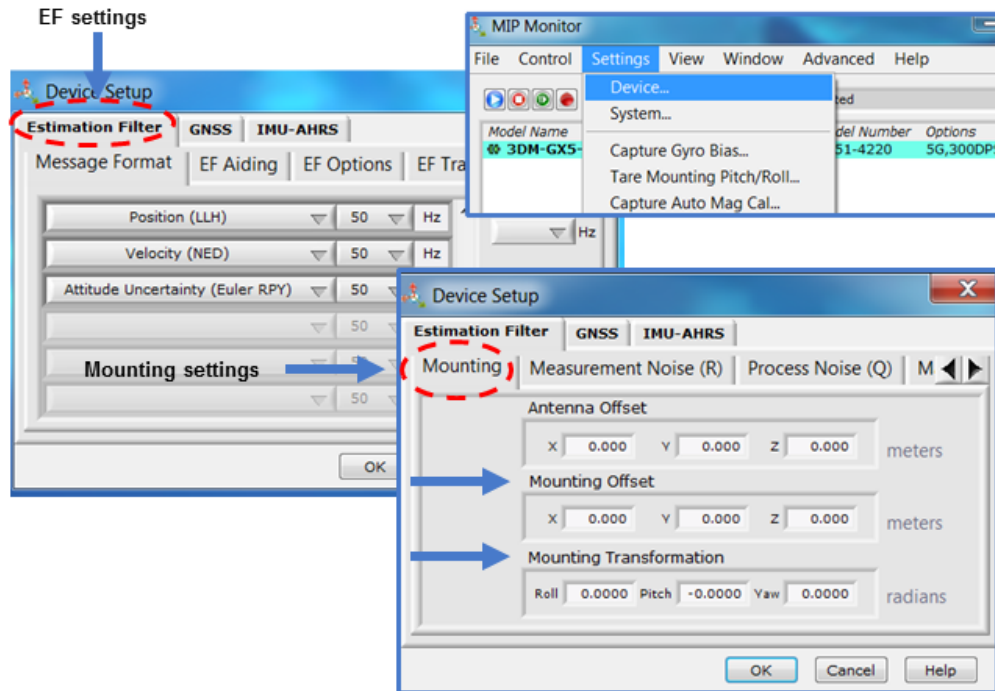 EF settings
Device Setup
Estimation Filter GNSS IMU-AHRS
Message Format EF Aiding EF Options EF Tra
Position (LLH) 50 Hz
Velocity (NED) 50 Hz
Attitude Uncertainty (Euler RPY) 50
50
50
Hz
OK
MIP Monitor
File Control Settings View Window Advanced Help
Device...
System...
Capture Gyro Bias...
Tare Mounting Pitch/Roll...
Capture Auto Mag Cal...
ted
Model Name del Number Options
3DM-GX5- 51-4220 5G,300DPS
Mounting settings
Device Setup
Estimation Filter GNSS IMU-AHRS
Mounting Measurement Noise (R) Process Noise (Q) M
Antenna Offset
X 0.000 Y 0.000 Z 0.000 meters
Mounting Offset
X 0.000 Y 0.000 Z 0.000 meters
Mounting Transformation
Roll 0.0000 Pitch -0.0000 Yaw 0.0000 radians
OK Cancel Help